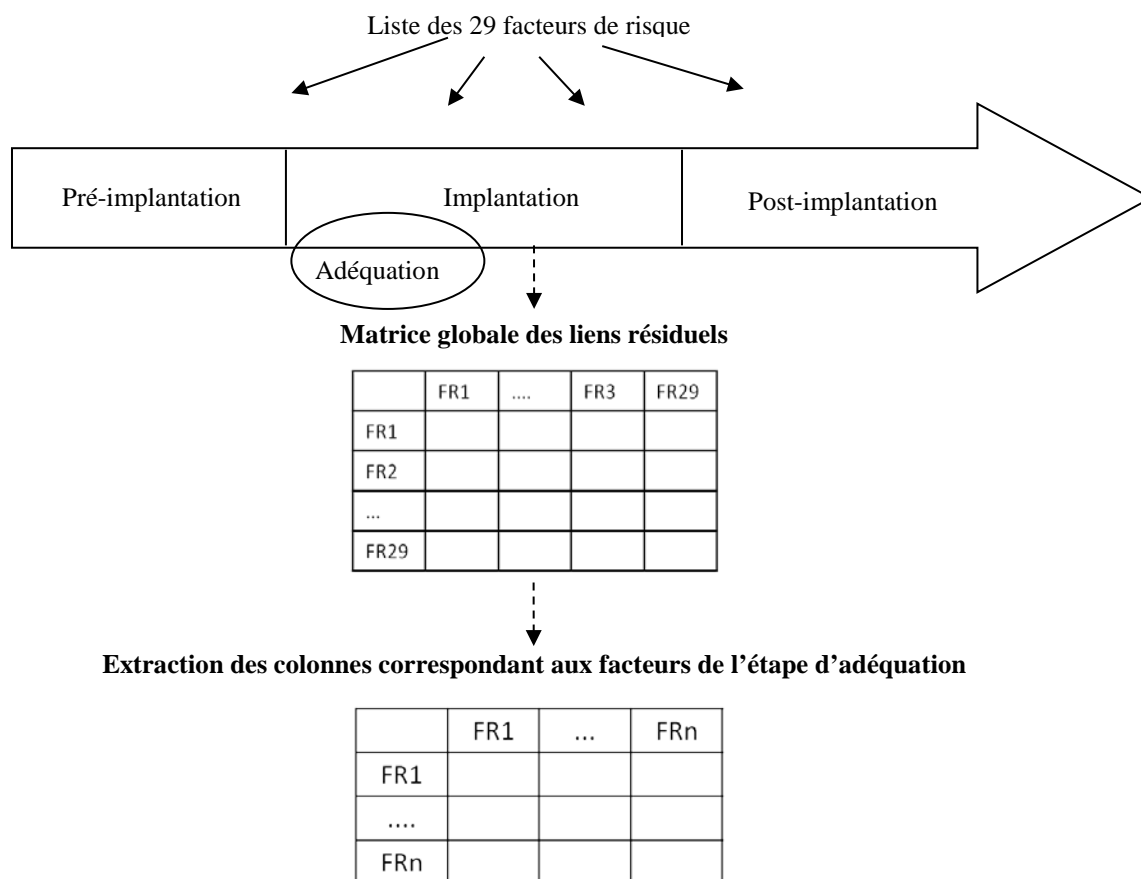 Liste des 29 facteurs de risque
Pré-implantation Implantation Post-implantation
Adéquation
Matrice globale des liens résiduels
FR1 .... FR3 FR29
FR1
FR2
...
FR29
Extraction des colonnes correspondant aux facteurs de l’étape d’adéquation
FR1 ... FRn
FR1
....
FRn